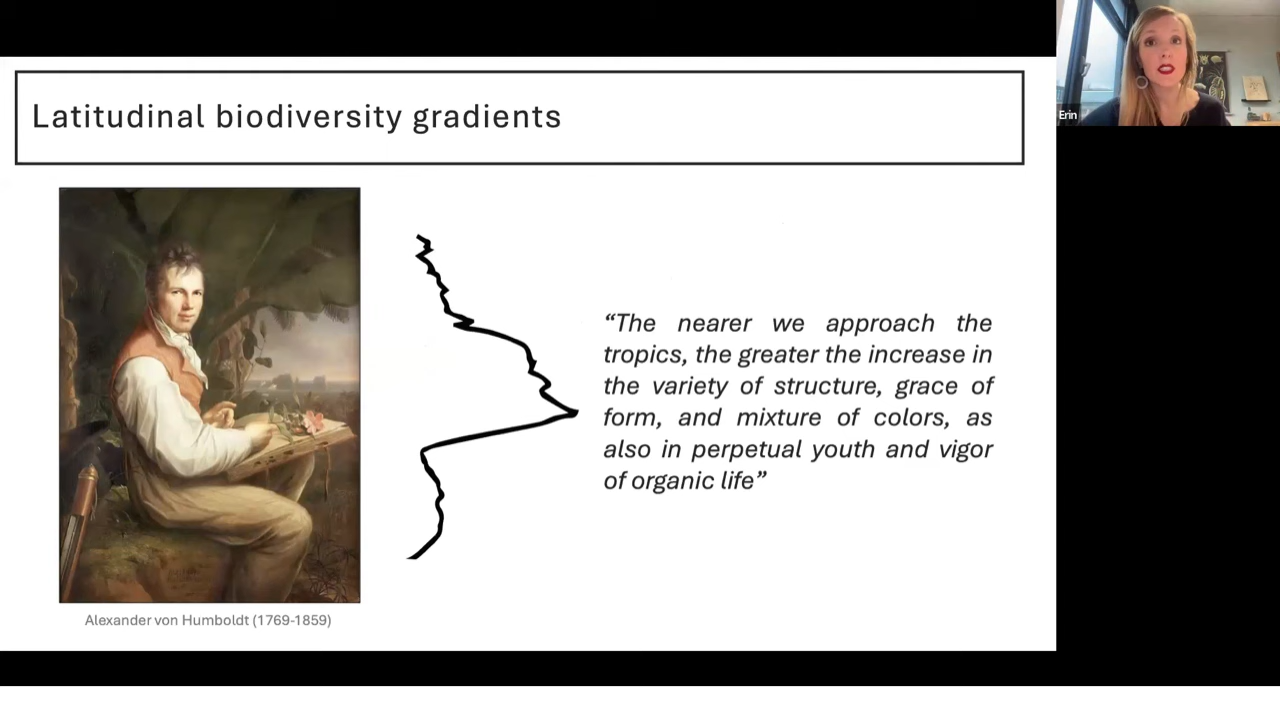 Latitudinal biodiversity gradients
Erin
“The nearer we approach the
tropics, the greater the increase in
the variety of structure, grace of
form, and mixture of colors, as
also in perpetual youth and vigor
of organic life”
Alexander von Humboldt (1769-1859)